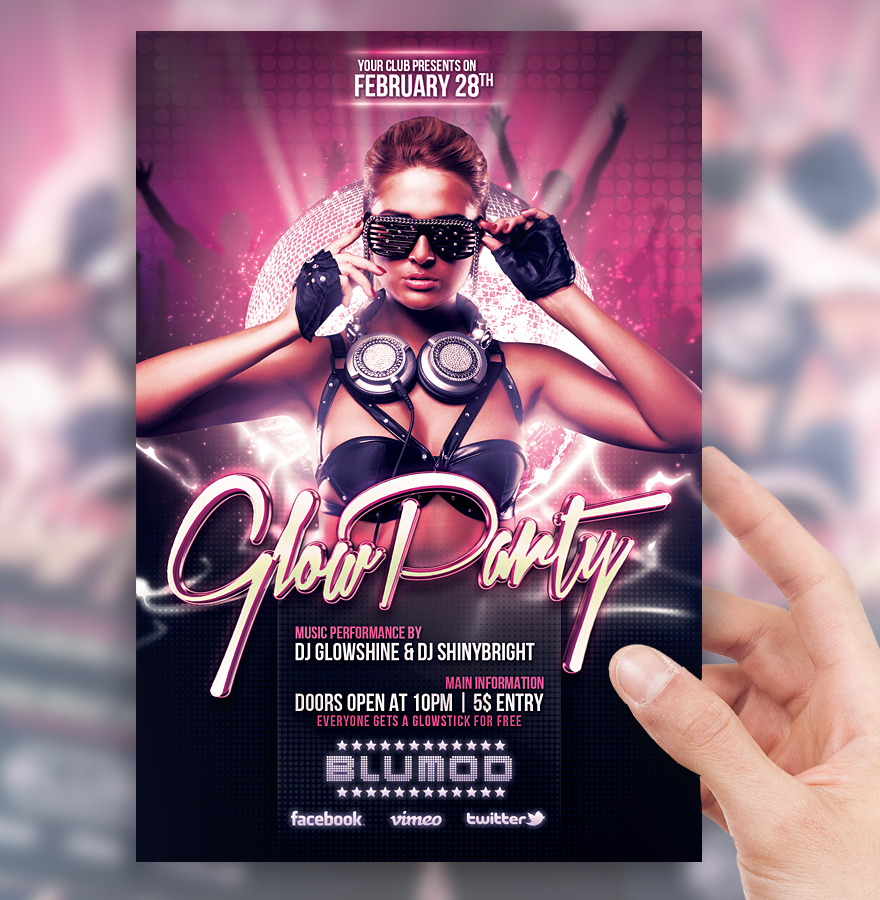 YOUR CLUB PRESENTS ON
FEBRUARY 28TH
Glow Party
MUSIC PERFORMANCE BY
DJ GLOWSHINE & DJ SHINYBRIGHT
MAIN INFORMATION
DOORS OPEN AT 10PM | 5$ ENTRY
EVERYONE GETS A GLOWSTICK FOR FREE
BLUMOO
facebook vimeo twitter